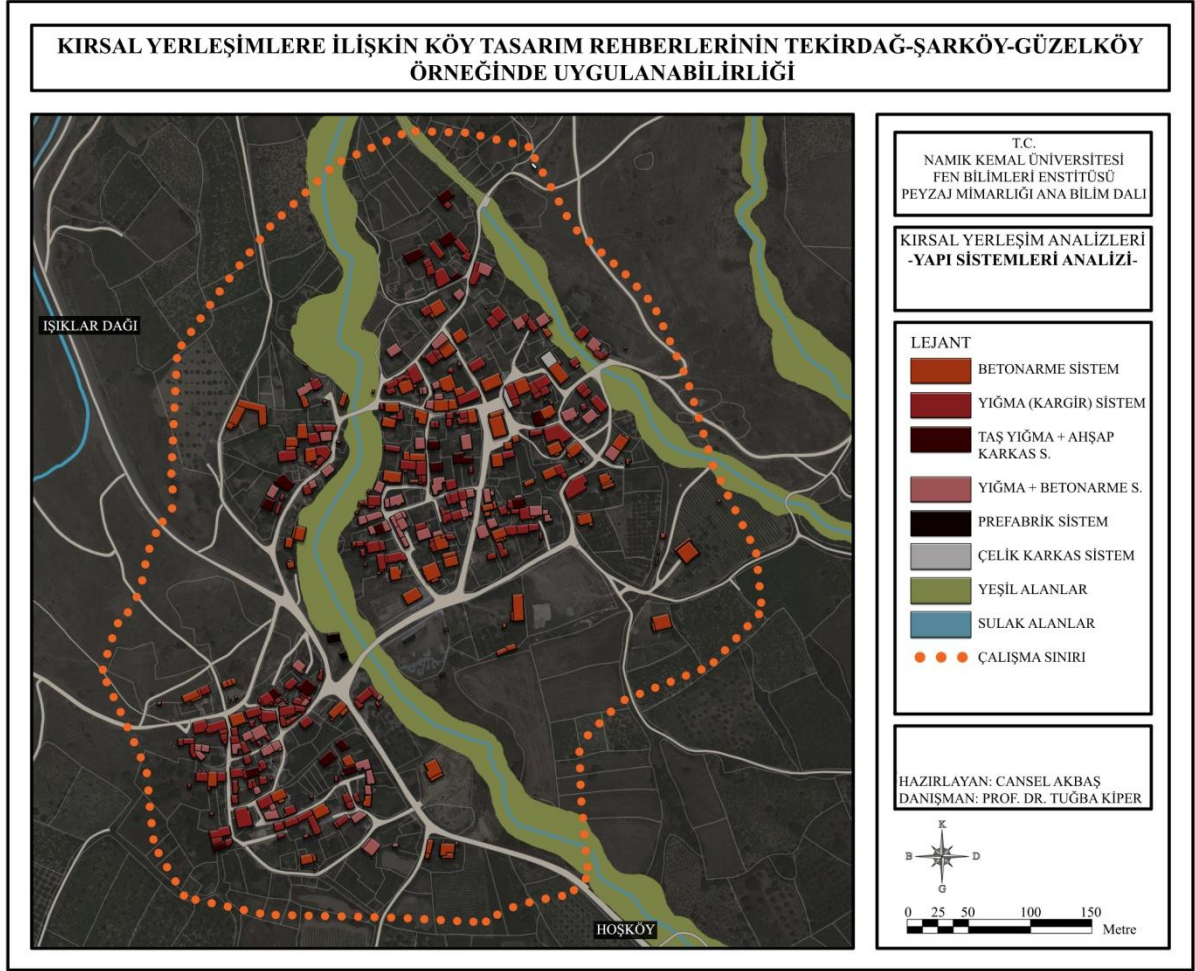 KIRSAL YERLEŞİMLERE İLİŞKİN KÖY TASARIM REHBERLERİNİN TEKİRDAĞ-ŞARKÖY-GÜZELKÖY
ÖRNEĞİNDE UYGULANABİLİRLİĞİ
IŞIKLAR DAĞI
HOŞKÖY
T.C.
NAMIK KEMAL ÜNİVERSİTESİ
FEN BİLİMLERİ ENSTİTÜSÜ
PEYZAJ MİMARLIĞI ANA BİLİM DALI
KIRSAL YERLEŞİM ANALİZLERİ
-YAPI SİSTEMLERİ ANALİZİ-
LEJANT
BETONARME SİSTEM
YIĞMA (KARGİR) SİSTEM
TAŞ YIĞMA + AHŞAP
KARKAS S.
YIĞMA + BETONARME S.
PREFABRİK SİSTEM
ÇELİK KARKAS SİSTEM
YEŞİL ALANLAR
SULAK ALANLAR
ÇALIŞMA SINIRI
HAZIRLAYAN: CANSEL AKBAŞ
DANIŞMAN: PROF. DR. TUĞBA KİPER
K
B D
G
0 25 50 100 150
Metre